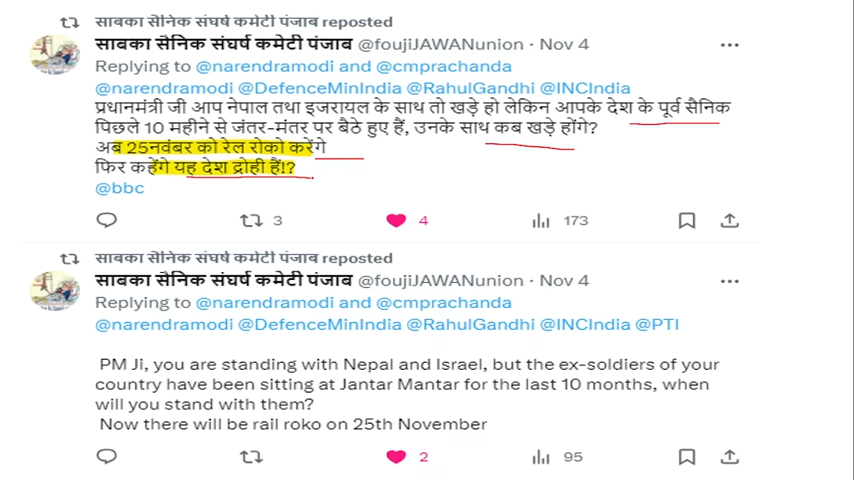 साबका सैनिक संघर्ष कमेटी पंजाब reposted
साबका सैनिक संघर्ष कमेटी पंजाब @foujiJAWANunion · Nov 4
Replying to @narendramodi and @cmprachanda
@narendramodi @DefenceMinIndia @RahulGandhi @INCIndia
प्रधानमंत्री जी आप नेपाल तथा इजरायल के साथ तो खड़े हो लेकिन आपके देश के पूर्व सैनिक
पिछले 10 महीने से जंतर-मंतर पर बैठे हुए हैं, उनके साथ कब खड़े होंगे?
अब 25नवंबर को रेल रोको करेंगे
फिर कहेंगे यह देश द्रोही हैं!?
@bbc
3 4 173
साबका सैनिक संघर्ष कमेटी पंजाब reposted
साबका सैनिक संघर्ष कमेटी पंजाब @foujiJAWANunion · Nov 4
Replying to @narendramodi and @cmprachanda
@narendramodi @DefenceMinIndia @RahulGandhi @INCIndia @PTI
PM Ji, you are standing with Nepal and Israel, but the ex-soldiers of your
country have been sitting at Jantar Mantar for the last 10 months, when
will you stand with them?
Now there will be rail roko on 25th November
2 95